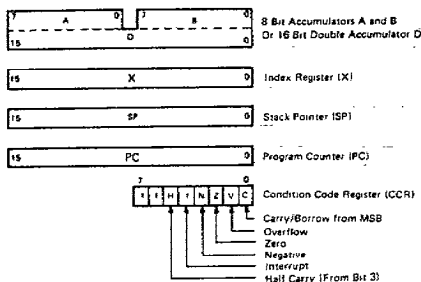 7 A 0 7 B 0
8 Bit Accumulators A and B
15 D 0
Or 16 Bit Double Accumulator D
15 X 0
Index Register (X)
15 SP 0
Stack Pointer (SP)
15 PC 0
Program Counter (PC)
7 0
1 1 H I N Z V C
Condition Code Register (CCR)
Carry/Borrow from MSB
Overflow
Zero
Negative
Interrupt
Half Carry (From Bit 3)